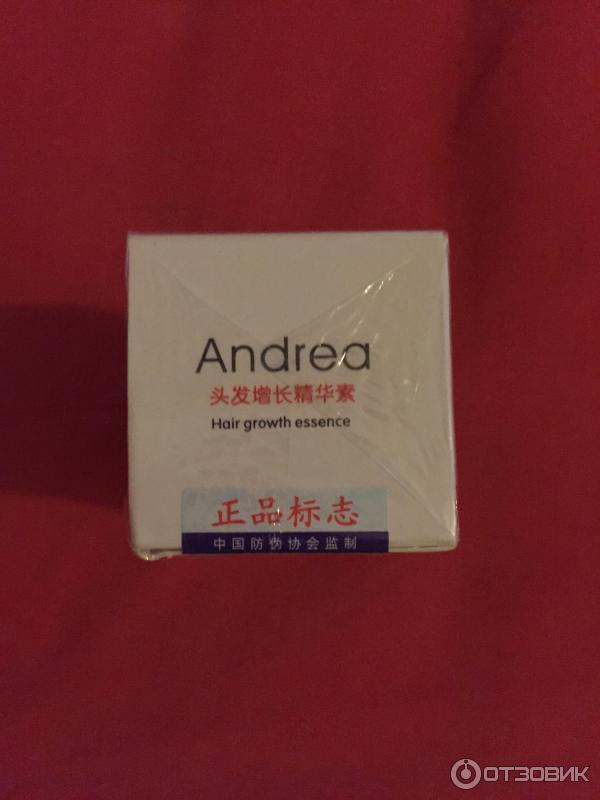 Andrea
头发增长精华素
Hair growth essence
正品标志
中国防伪协会监制
ОТЗОВИК